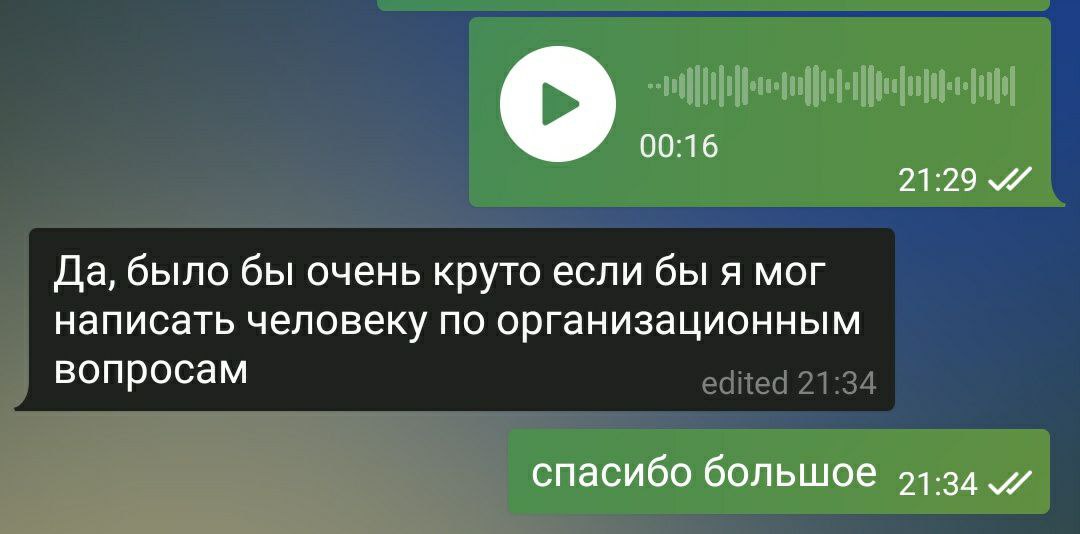 00:16
21:29
Да, было бы очень круто если бы я мог
написать человеку по организационным
вопросам
edited 21:34
спасибо большое 21:34